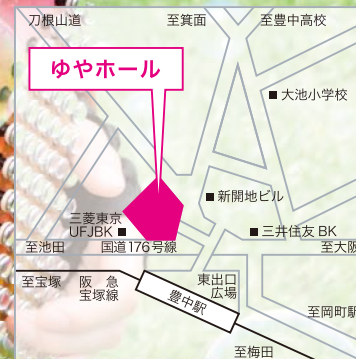 刀根山道
至箕面
至豊中高校
ゆやホール
大池小学校
新開地ビル
三菱東京
UFJBK
三井住友 BK
至池田
国道176号線
至大阪
至宝塚
阪 急
宝塚線
東出口
広場
豊中駅
至岡町駅
至梅田